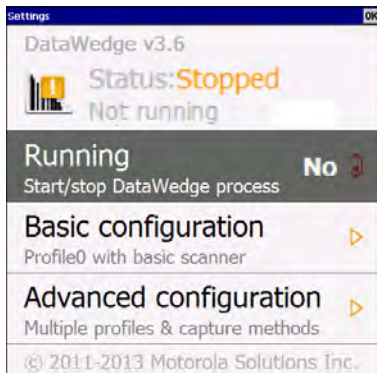 Settings OK
DataWedge v3.6
Status:Stopped
Not running
Running No
Start/stop DataWedge process
Basic configuration
Profile0 with basic scanner
Advanced configuration
Multiple profiles & capture methods
© 2011-2013 Motorola Solutions Inc.